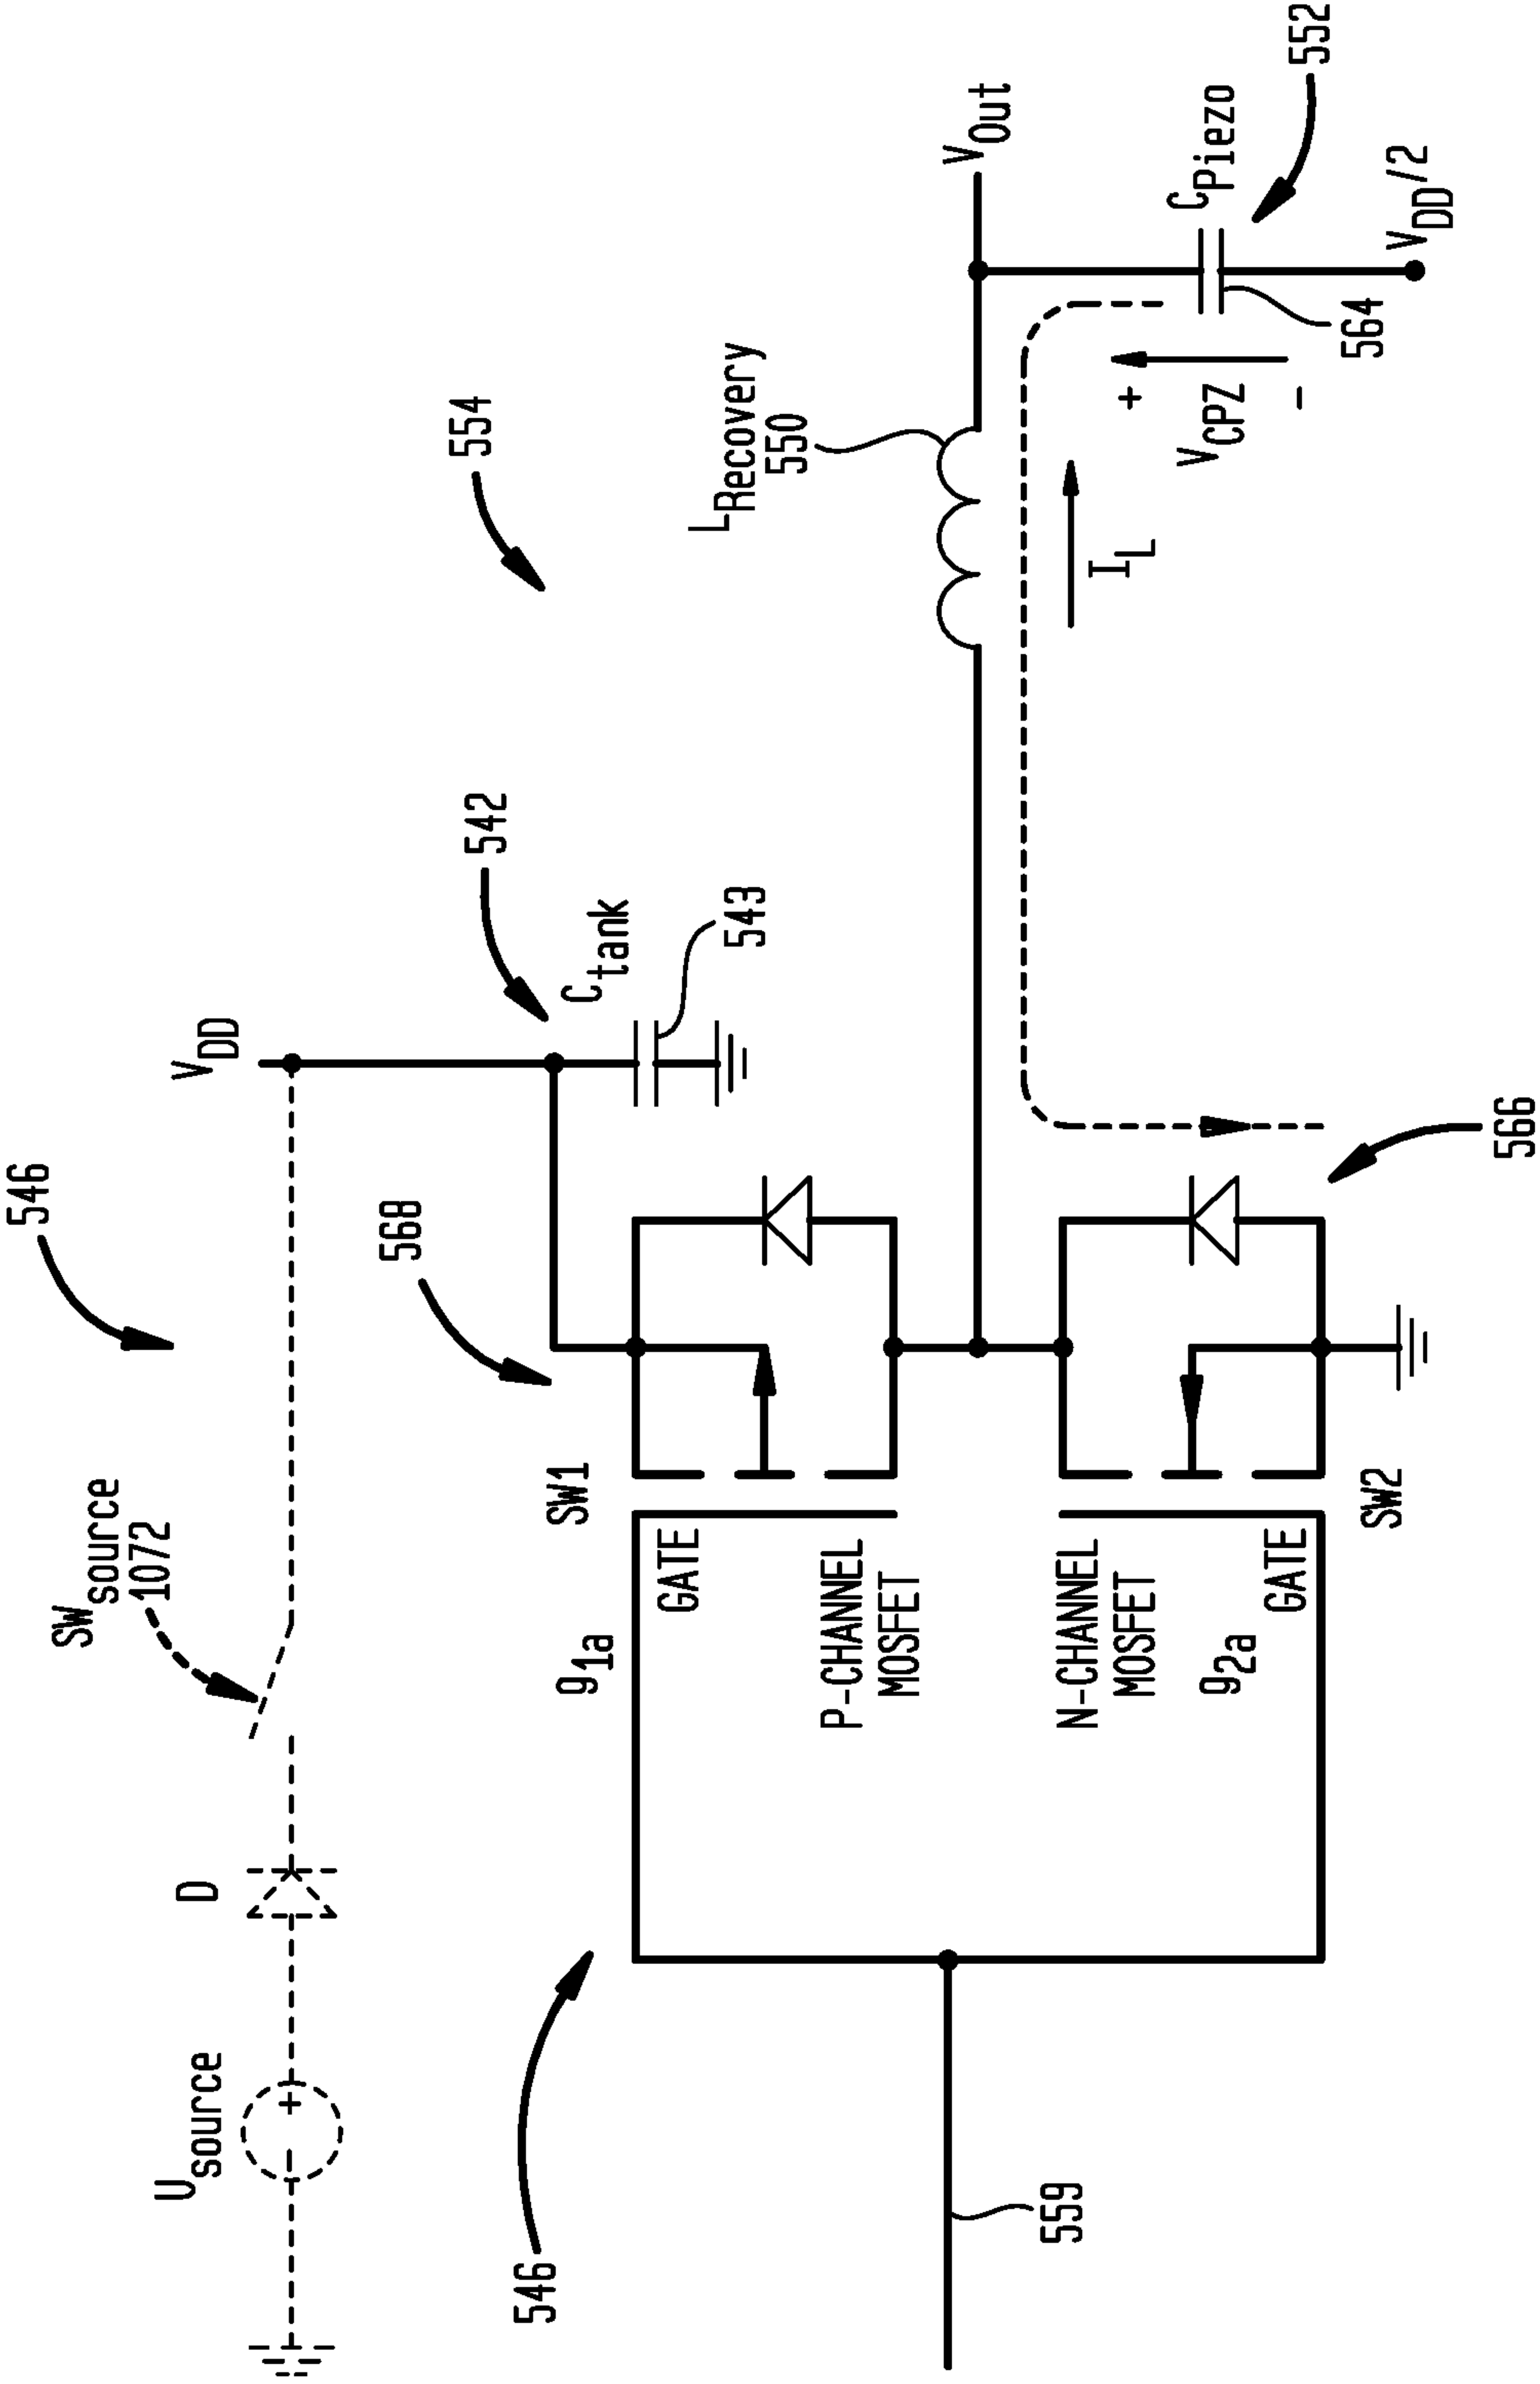 546
SWsource
1072
Usource
D
VDD
542
Ctank
543
554
LRecovery
550
VOut
CPiezo
552
564
VDD/2
+
VCPZ
−
IL
568
SW1
GATE
g1a
P-CHANNEL
MOSFET
N-CHANNEL
MOSFET
g2a
GATE
SW2
566
546
559
− +